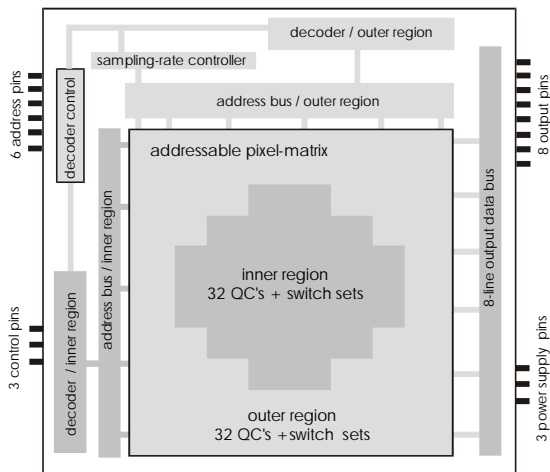 decoder / outer region
sampling-rate controller
address bus / outer region
6 address pins
decoder control
8 output pins
addressable pixel-matrix
address bus / inner region
8-line output data bus
inner region
32 QC's + switch sets
decoder / inner region
3 control pins
3 power supply pins
outer region
32 QC's + switch sets